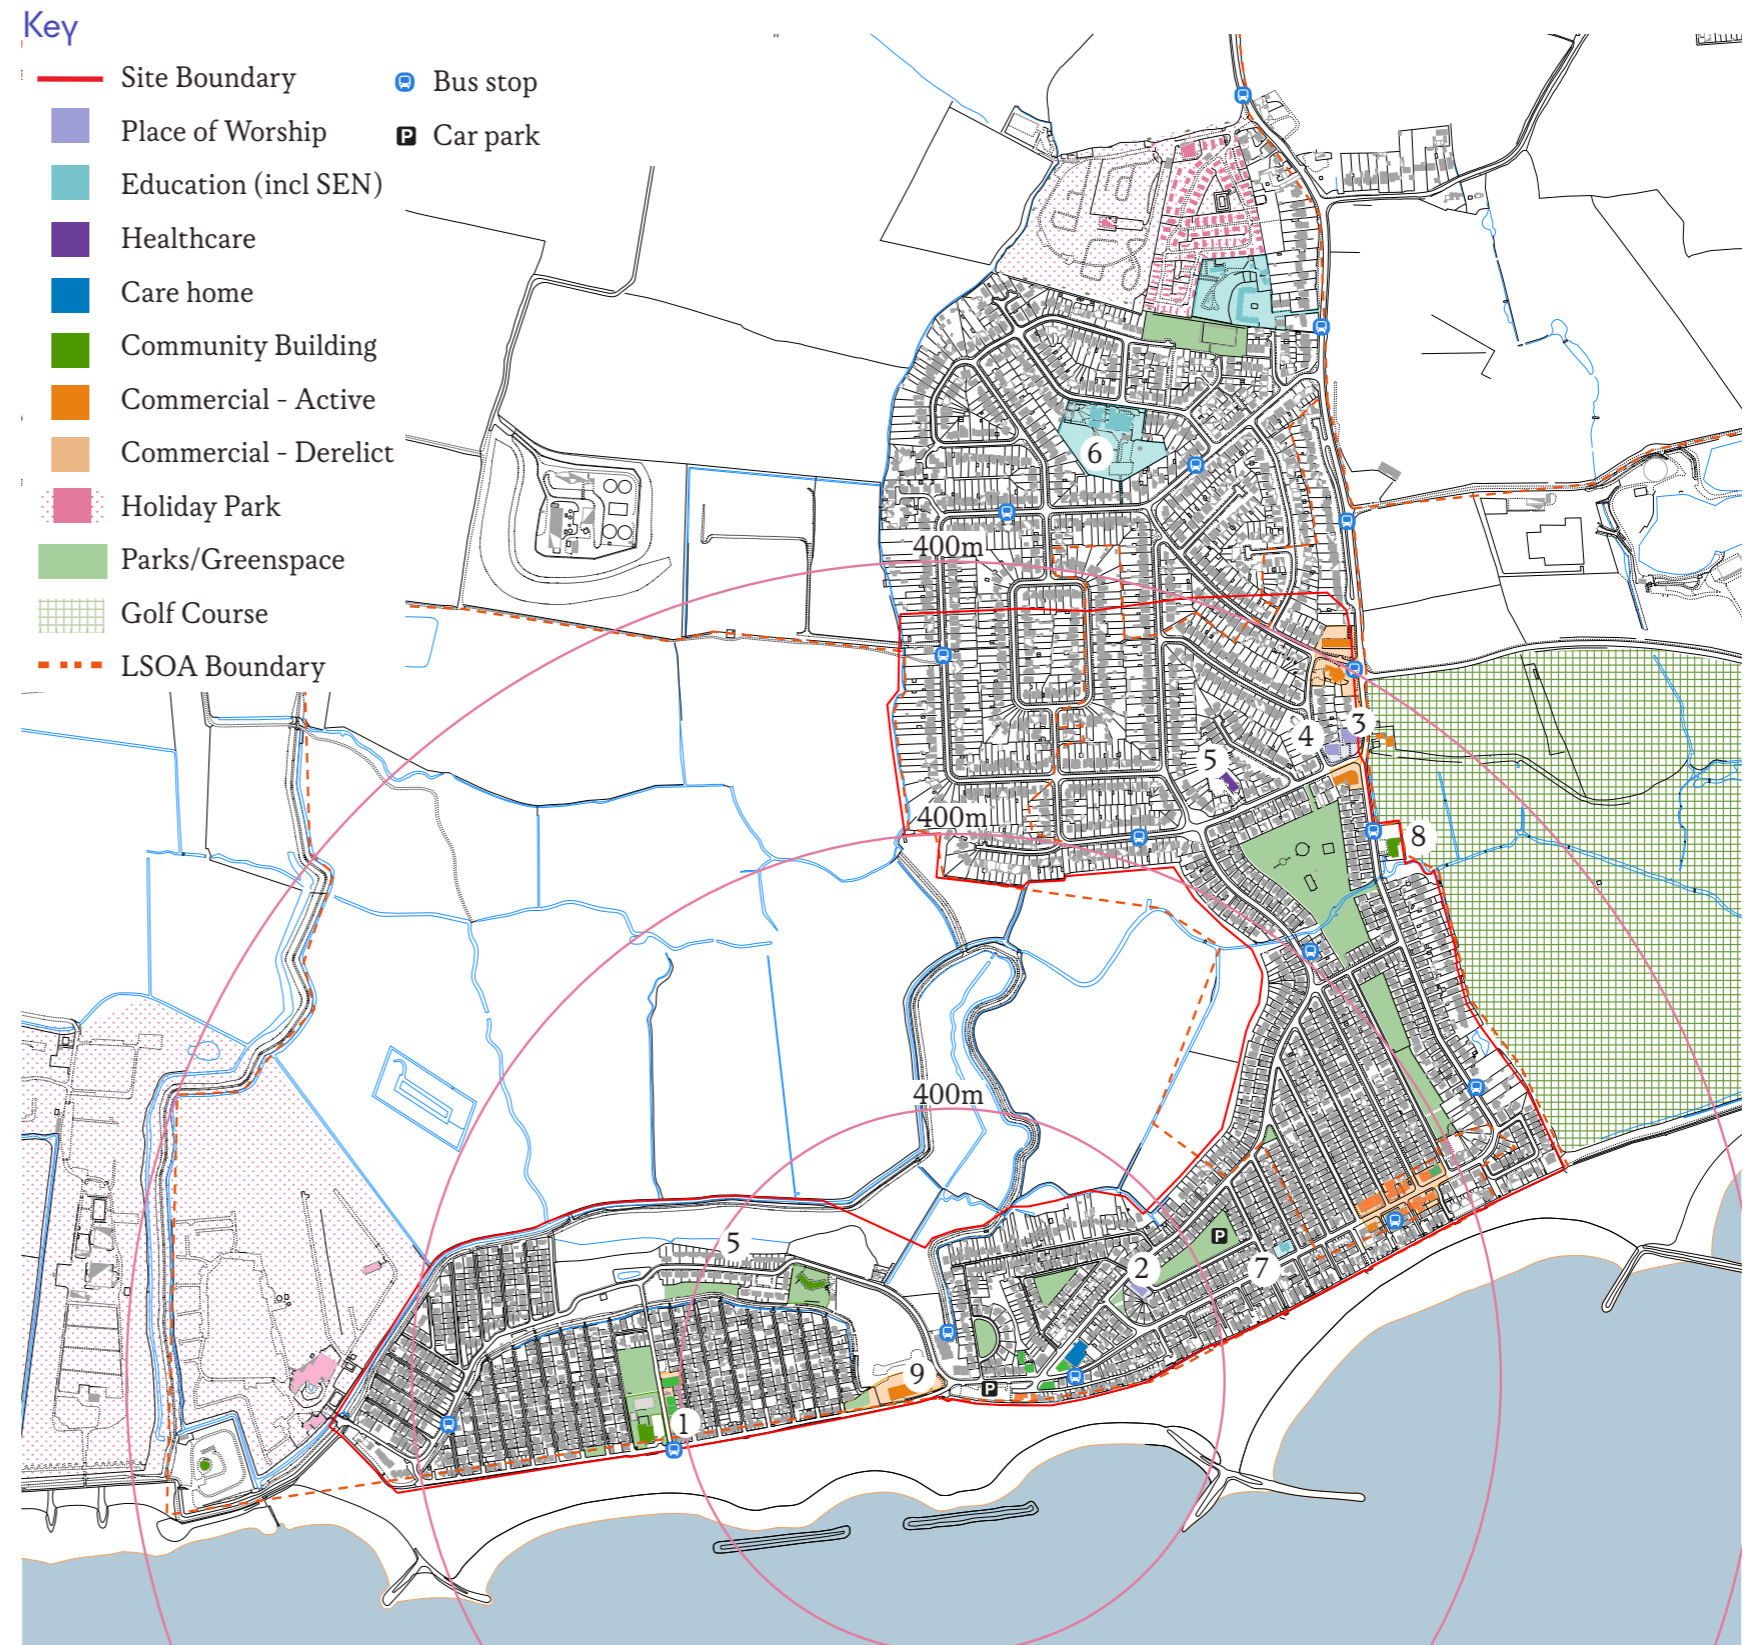 Key
Site Boundary
Place of Worship
Education (incl SEN)
Healthcare
Care home
Community Building
Commercial - Active
Commercial - Derelict
Holiday Park
Parks/Greenspace
Golf Course
LSOA Boundary
Bus stop
P Car park
6
400m
3
4
5
400m
8
400m
P
5
2
7
9
P
1